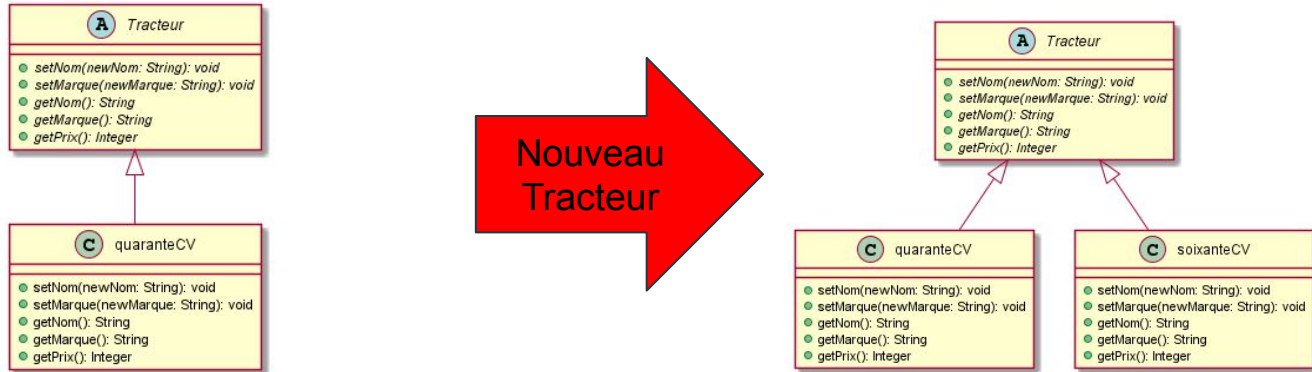 A Tracteur
setNom(newNom: String): void
setMarque(newMarque: String): void
getNom(): String
getMarque(): String
getPrix(): Integer
C quaranteCV
setNom(newNom: String): void
setMarque(newMarque: String): void
getNom(): String
getMarque(): String
getPrix(): Integer
Nouveau
Tracteur
A Tracteur
setNom(newNom: String): void
setMarque(newMarque: String): void
getNom(): String
getMarque(): String
getPrix(): Integer
C quaranteCV
setNom(newNom: String): void
setMarque(newMarque: String): void
getNom(): String
getMarque(): String
getPrix(): Integer
C soixanteCV
setNom(newNom: String): void
setMarque(newMarque: String): void
getNom(): String
getMarque(): String
getPrix(): Integer